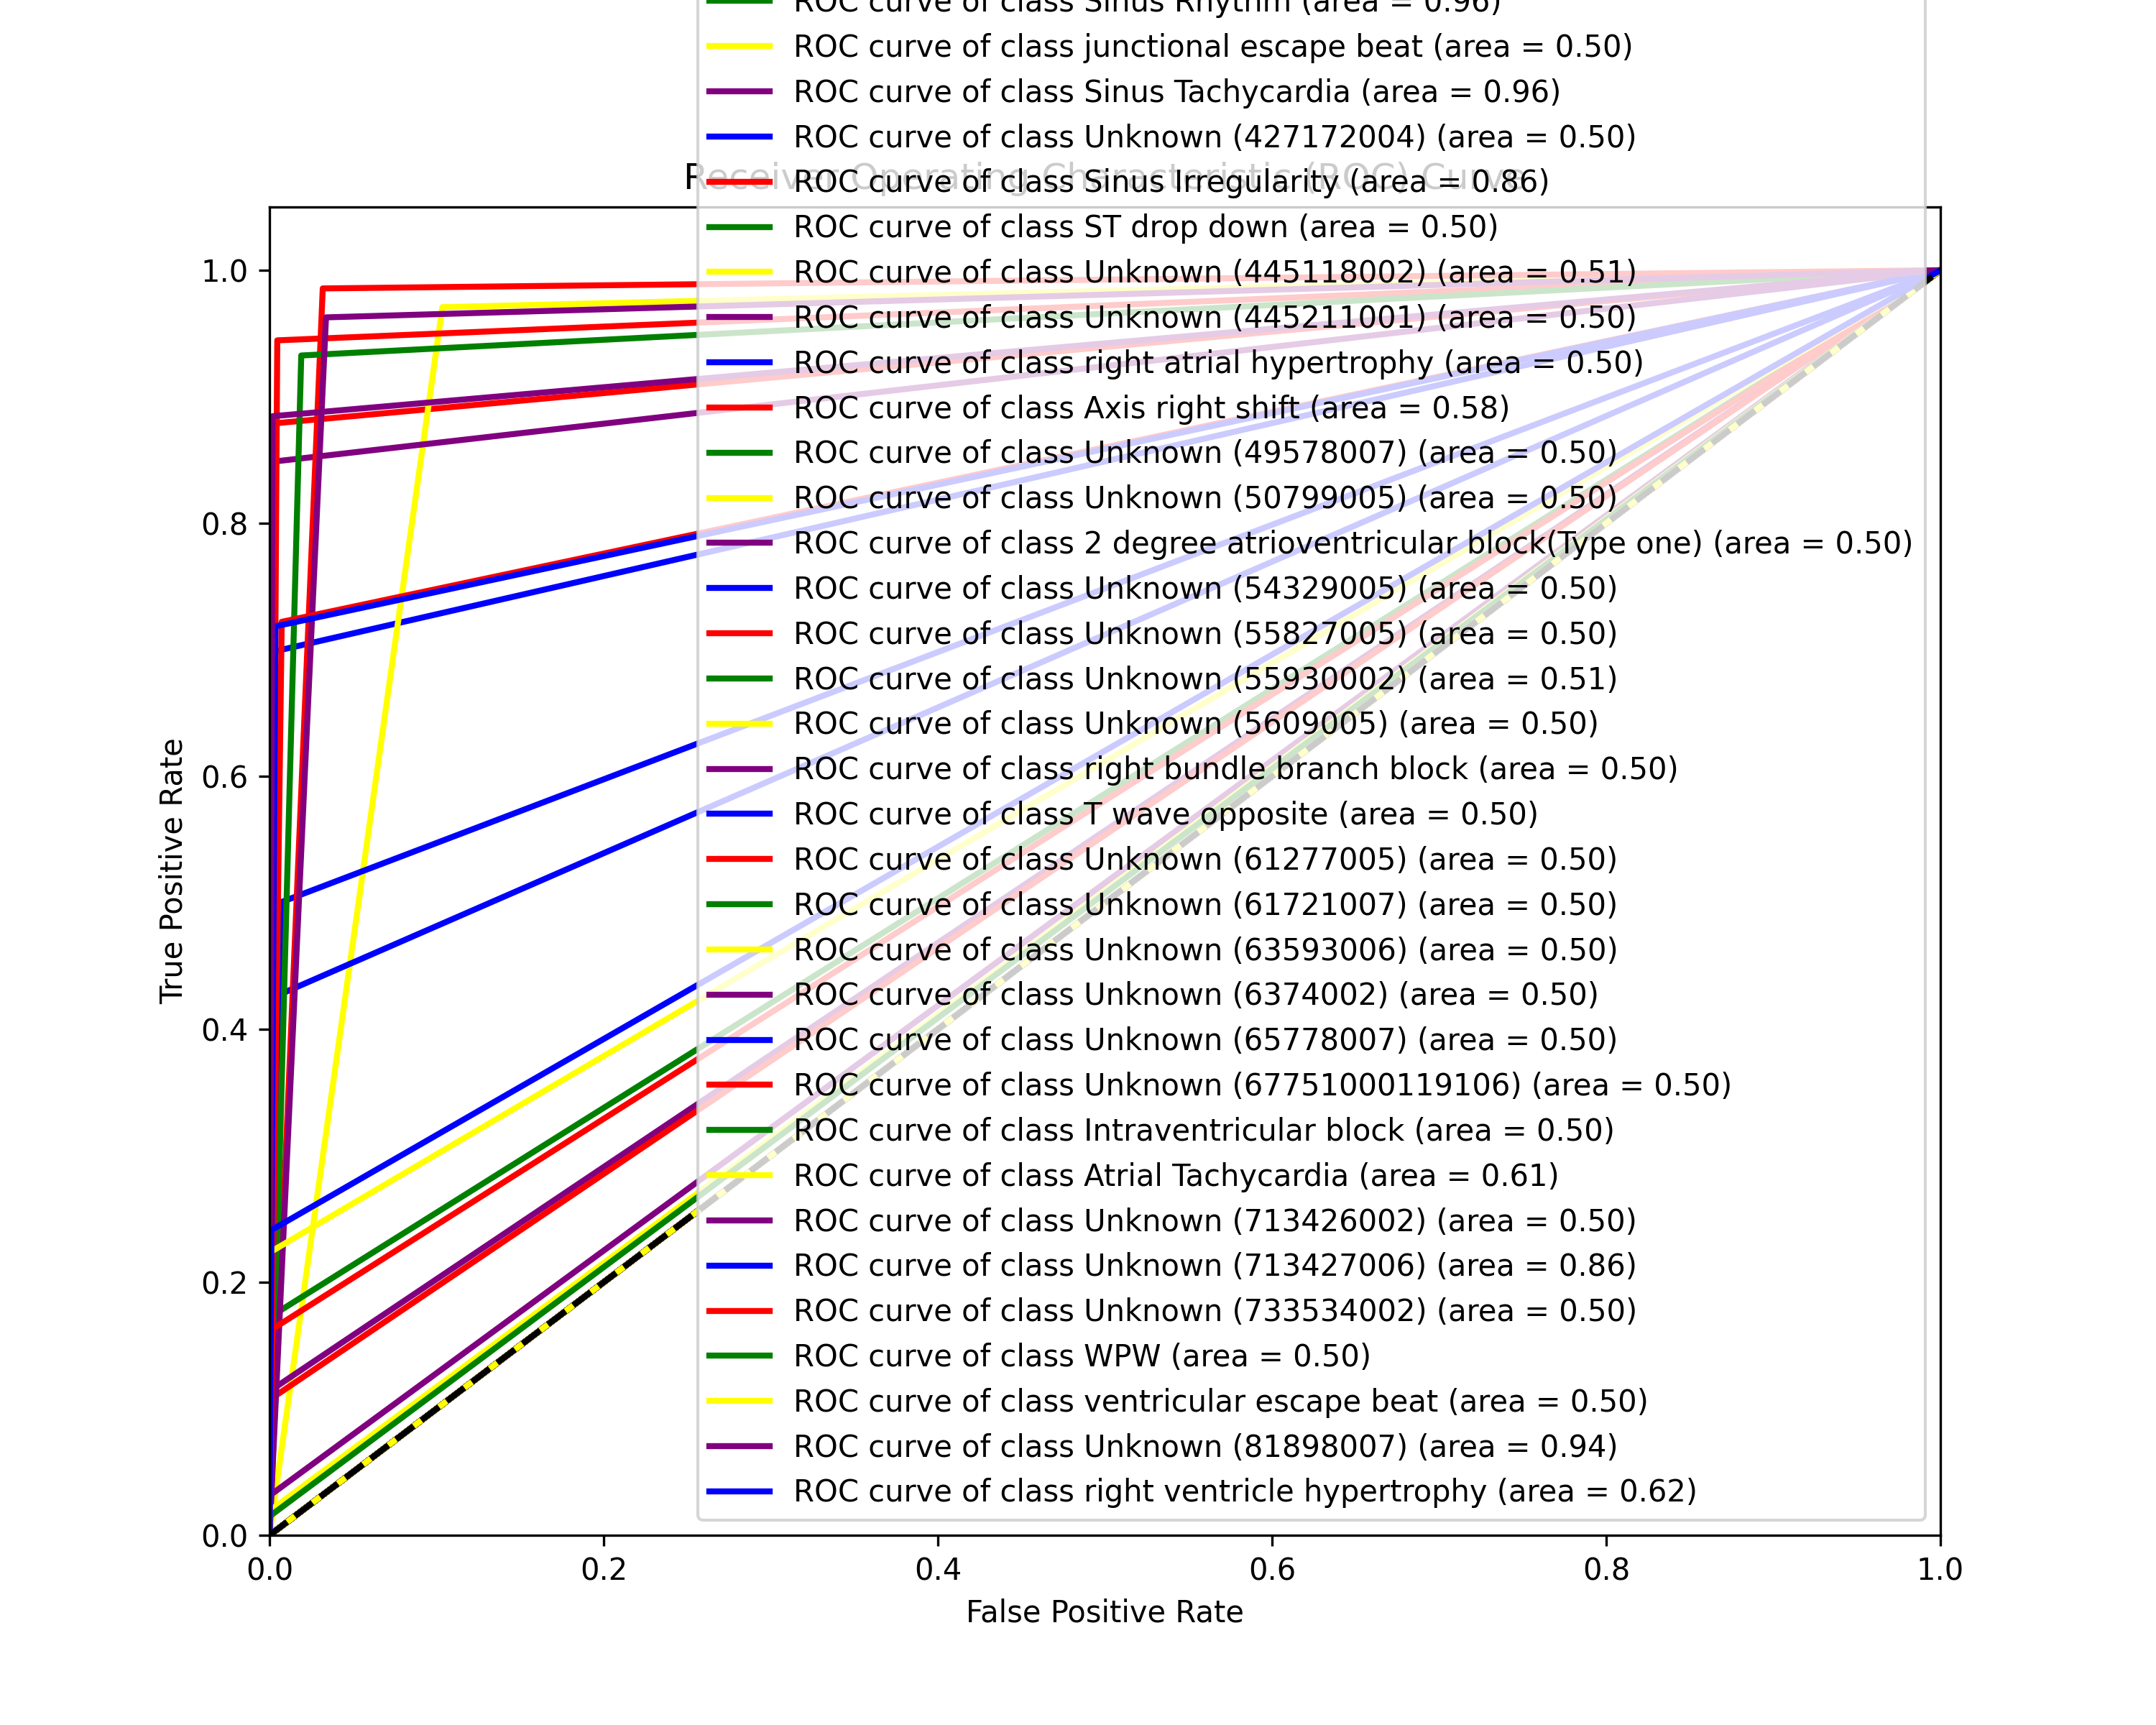 ROC curve of class Sinus Rhythm (area = 0.96)
ROC curve of class junctional escape beat (area = 0.50)
ROC curve of class Sinus Tachycardia (area = 0.96)
ROC curve of class Unknown (427172004) (area = 0.50)
Receiver Operating Characteristic (ROC) Curve
ROC curve of class Sinus Irregularity (area = 0.86)
ROC curve of class ST drop down (area = 0.50)
ROC curve of class Unknown (445118002) (area = 0.51)
ROC curve of class Unknown (445211001) (area = 0.50)
ROC curve of class right atrial hypertrophy (area = 0.50)
ROC curve of class Axis right shift (area = 0.58)
ROC curve of class Unknown (49578007) (area = 0.50)
ROC curve of class Unknown (50799005) (area = 0.50)
ROC curve of class 2 degree atrioventricular block(Type one) (area = 0.50)
ROC curve of class Unknown (54329005) (area = 0.50)
ROC curve of class Unknown (55827005) (area = 0.50)
ROC curve of class Unknown (55930002) (area = 0.51)
ROC curve of class Unknown (5609005) (area = 0.50)
ROC curve of class right bundle branch block (area = 0.50)
ROC curve of class T wave opposite (area = 0.50)
ROC curve of class Unknown (61277005) (area = 0.50)
ROC curve of class Unknown (61721007) (area = 0.50)
ROC curve of class Unknown (63593006) (area = 0.50)
ROC curve of class Unknown (6374002) (area = 0.50)
ROC curve of class Unknown (65778007) (area = 0.50)
ROC curve of class Unknown (67751000119106) (area = 0.50)
ROC curve of class Intraventricular block (area = 0.50)
ROC curve of class Atrial Tachycardia (area = 0.61)
ROC curve of class Unknown (713426002) (area = 0.50)
ROC curve of class Unknown (713427006) (area = 0.86)
ROC curve of class Unknown (733534002) (area = 0.50)
ROC curve of class WPW (area = 0.50)
ROC curve of class ventricular escape beat (area = 0.50)
ROC curve of class Unknown (81898007) (area = 0.94)
ROC curve of class right ventricle hypertrophy (area = 0.62)
True Positive Rate
1.0
0.8
0.6
0.4
0.2
0.0
0.0 0.2 0.4 0.6 0.8 1.0
False Positive Rate